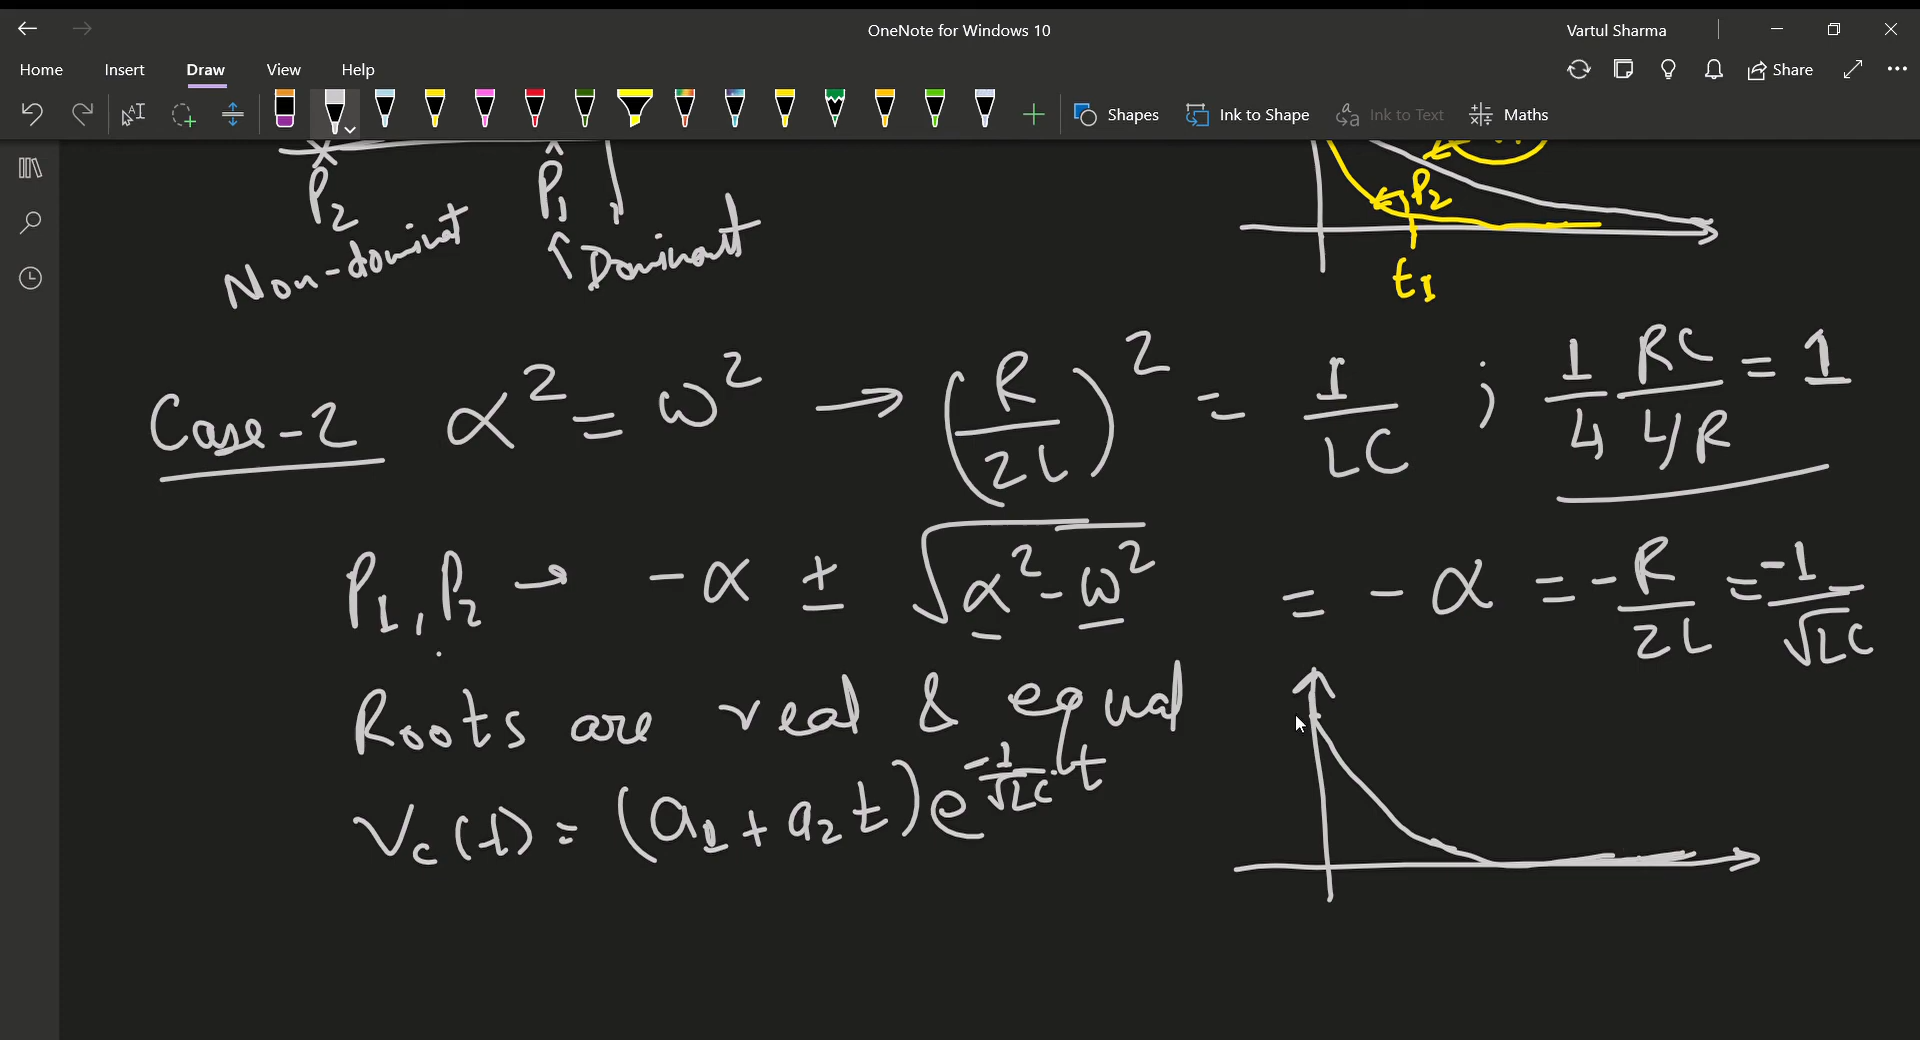 OneNote for Windows 10
Vartul Sharma
Home Insert Draw View Help
Share
Shapes Ink to Shape Ink to Text Maths
P2 P1
Non-dominat Dominant
P2
t1
Case-2 α² = ω² → (R/2L)² = 1/LC ; 1/4 RC/L/R = 1
P1, P2 → -α ± √α²-ω² = -α = -R/2L = -1/√LC
Roots are real & equal
Vc(t) = (a1 + a2t)e^-1/√LC.t